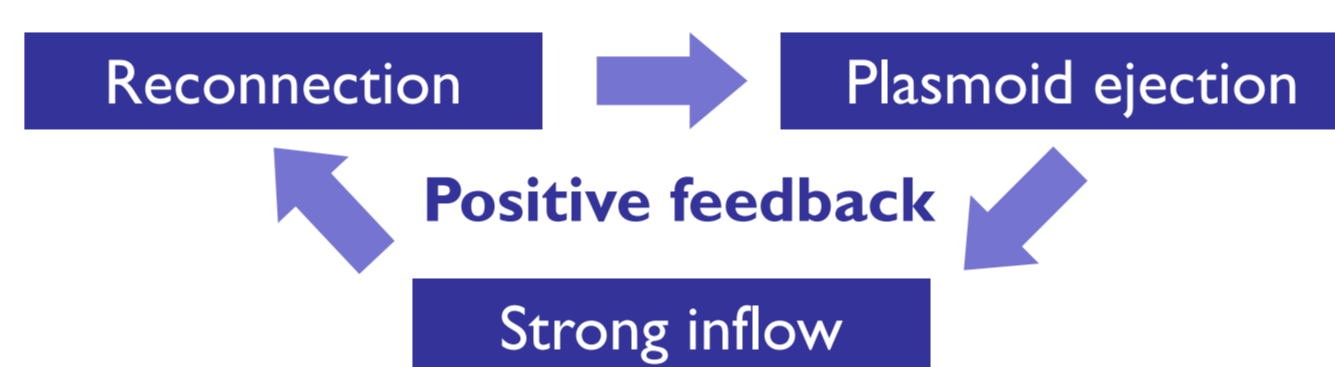 Reconnection
Plasmoid ejection
Positive feedback
Strong inflow